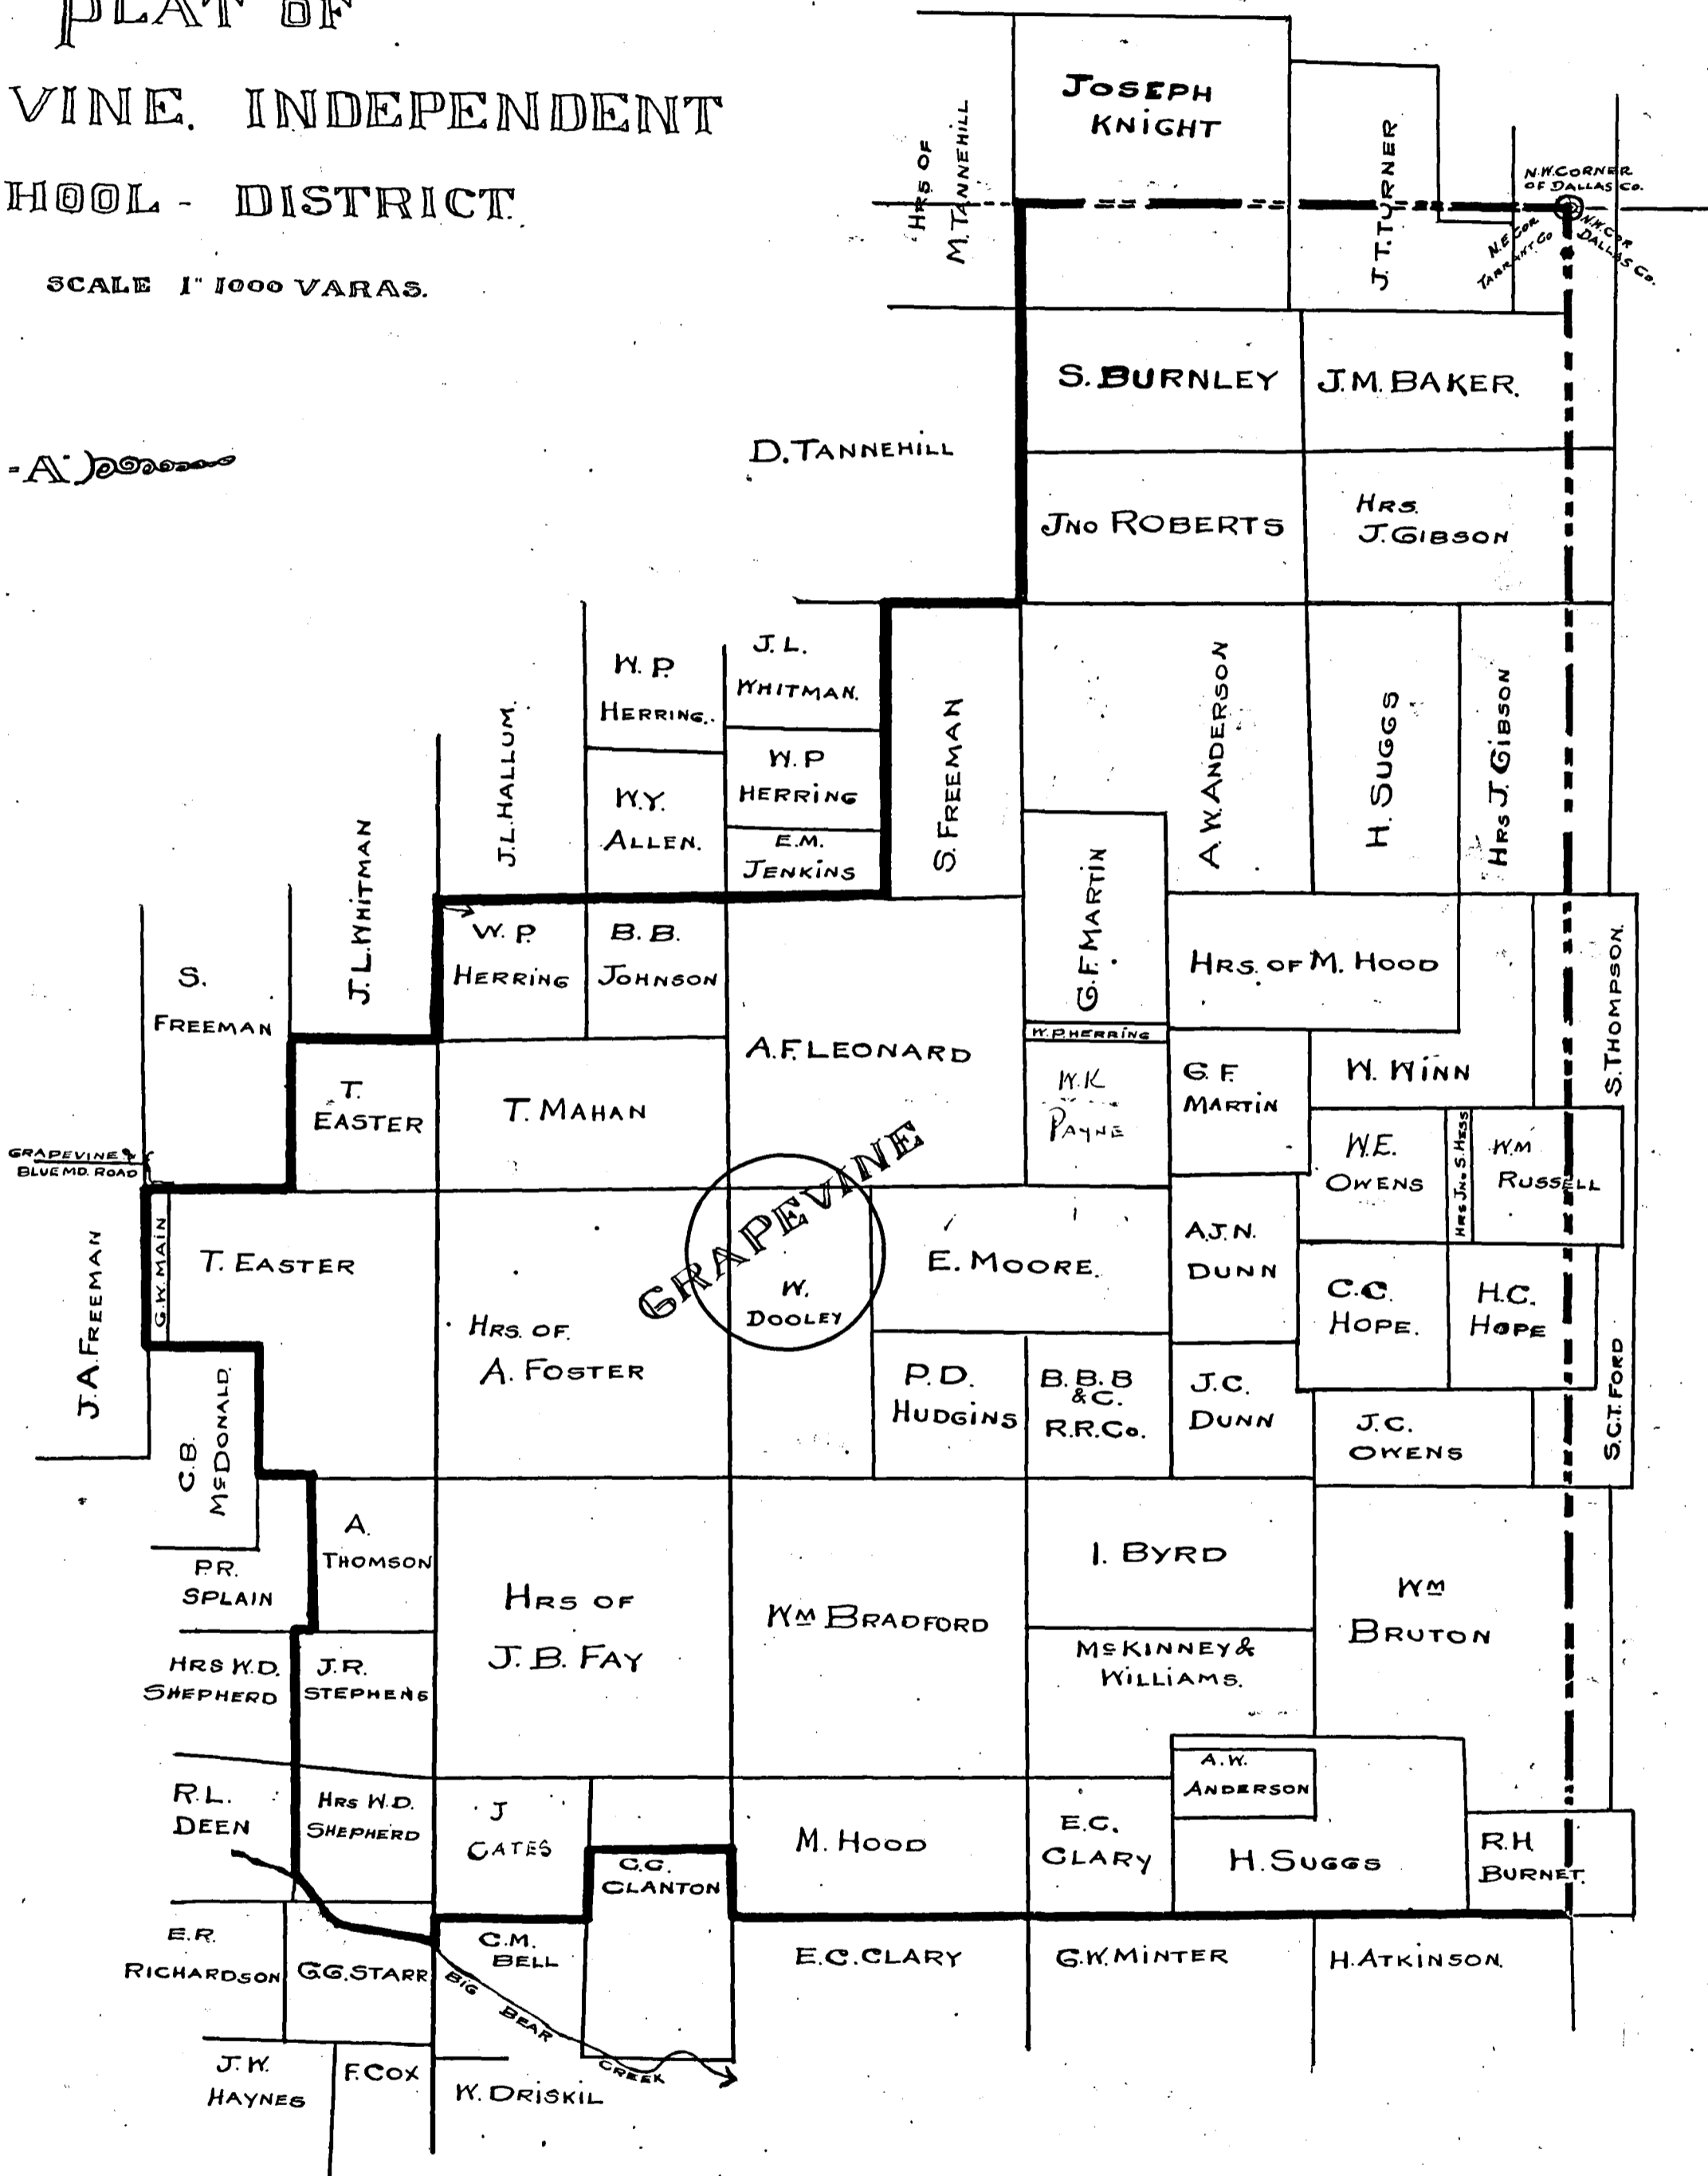 PLAT OF
VINE. INDEPENDENT
HOOL - DISTRICT.
SCALE 1" 1000 VARAS.
-A-
HRS OF
M. TANNEHILL
JOSEPH
KNIGHT
J.T. TURNER
N.W. CORNER
OF DALLAS CO.
N.E. COR
TARRANT CO
N.W. COR
DALLAS CO.
S. BURNLEY
J.M. BAKER.
D. TANNEHILL
JNO ROBERTS
HRS.
J. GIBSON
W. P.
HERRING.
J. L.
WHITMAN.
J.L. HALLUM.
W.Y.
ALLEN.
W. P
HERRING
E.M.
JENKINS
S. FREEMAN
A.W. ANDERSON
H. SUGGS
HRS J. GIBSON
J.L. WHITMAN
G.F. MARTIN
S.
FREEMAN
W. P.
HERRING
B. B.
JOHNSON
HRS. OF M. HOOD
S. THOMPSON.
W. P. HERRING
A.F. LEONARD
T.
EASTER
T. MAHAN
W. K
PAYNE
G. F.
MARTIN
W. WINN
GRAPEVINE &
BLUE MD. ROAD
W.E.
OWENS
HRS JNO S. HESS
WM
RUSSELL
GRAPEVINE
J.A. FREEMAN
G.W. MAIN
T. EASTER
W.
DOOLEY
E. MOORE.
A.J.N.
DUNN
C.C.
HOPE.
H.C.
HOPE
HRS. OF.
A. FOSTER
C.B.
McDONALD.
P. D.
HUDGINS
B. B. B
& C.
R.R. Co.
J.C.
DUNN
J.C.
OWENS
S.C.T. FORD
A.
THOMSON
P.R.
SPLAIN
HRS OF
J. B. FAY
WM BRADFORD
I. BYRD
WM
BRUTON
McKINNEY &
WILLIAMS.
HRS W.D.
SHEPHERD
J.R.
STEPHENS
R.L.
DEEN
HRS W.D.
SHEPHERD
J
CATES
C.C.
CLANTON
M. HOOD
E.C.
CLARY
A.W.
ANDERSON
H. SUGGS
R.H.
BURNET.
E.R.
RICHARDSON
G.G. STARR
C.M.
BELL
E.C. CLARY
G.W. MINTER
H. ATKINSON.
BIG BEAR CREEK
J.W.
HAYNES
F. COX
W. DRISKIL